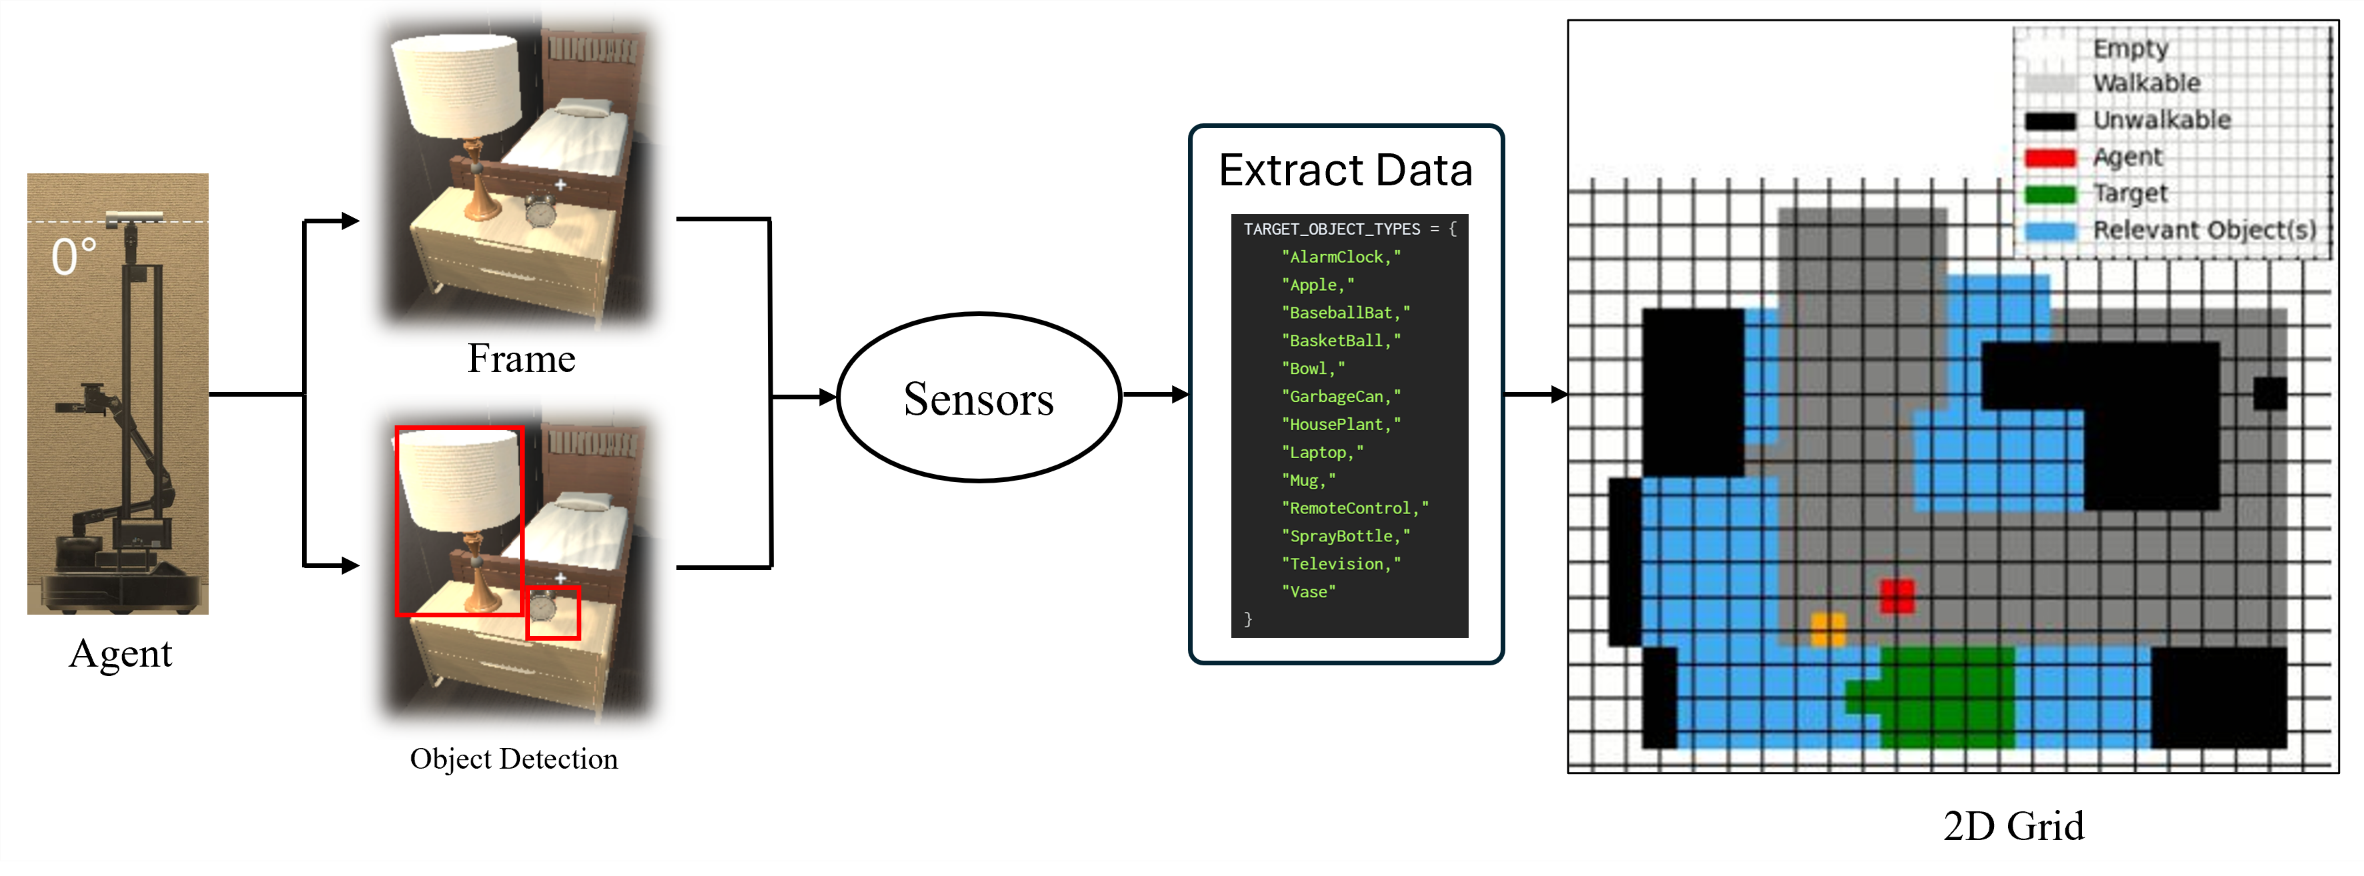 0°
Agent
Frame
Object Detection
Sensors
Extract Data
TARGET_OBJECT_TYPES = {
"AlarmClock,"
"Apple,"
"BaseballBat,"
"BasketBall,"
"Bowl,"
"GarbageCan,"
"HousePlant,"
"Laptop,"
"Mug,"
"RemoteControl,"
"SprayBottle,"
"Television,"
"Vase"
}
Empty
Walkable
Unwalkable
Agent
Target
Relevant Object(s)
2D Grid